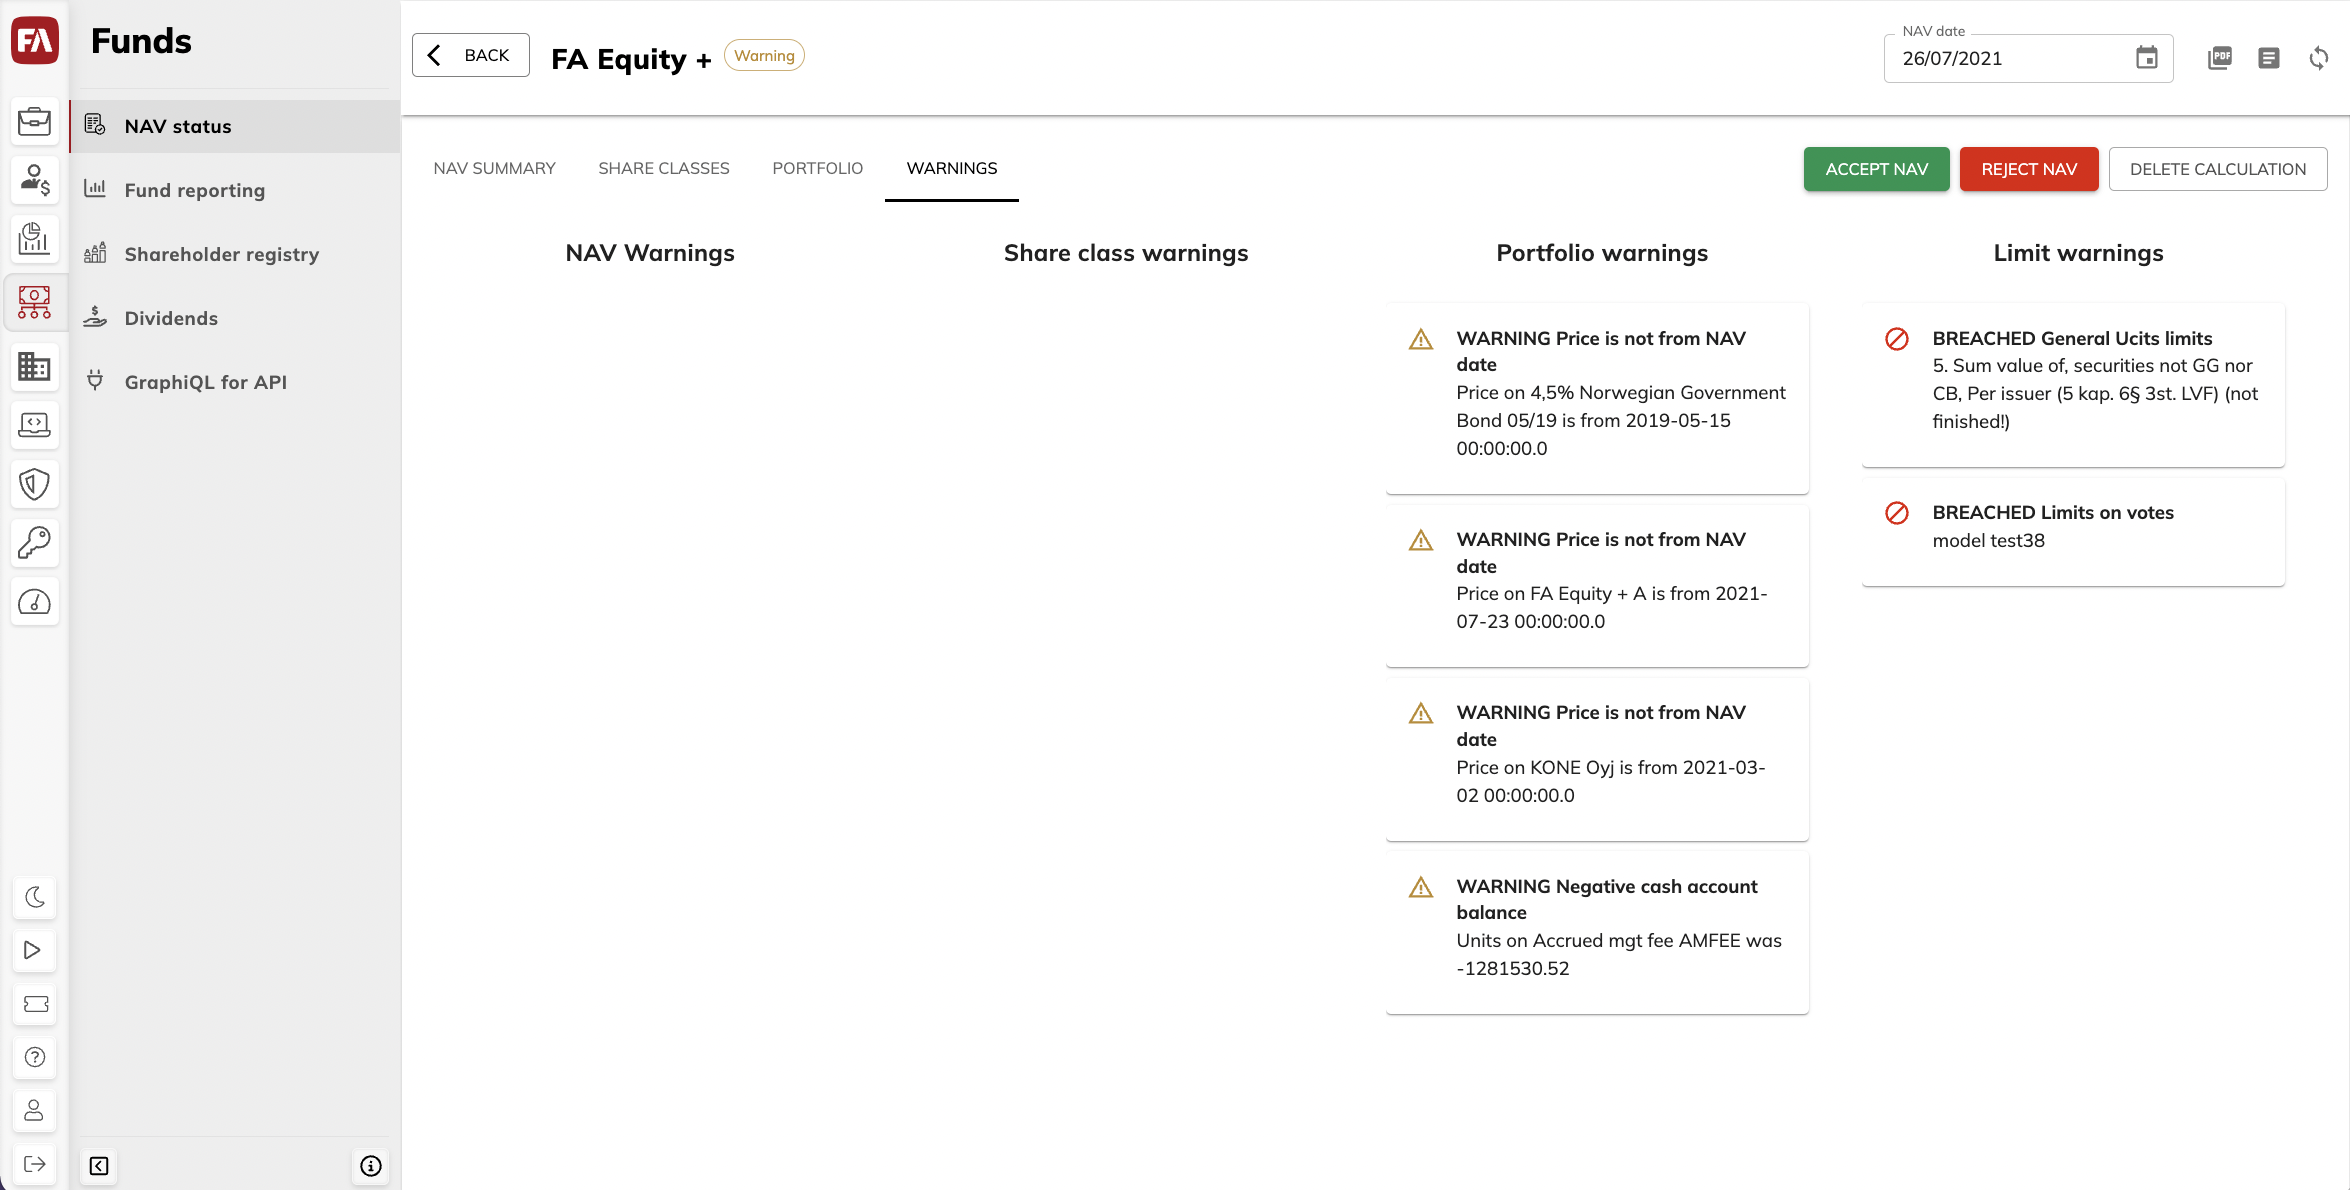 FA
Funds
NAV status
Fund reporting
Shareholder registry
Dividends
GraphiQL for API
BACK
FA Equity +
Warning
NAV date
26/07/2021
PDF
NAV SUMMARY
SHARE CLASSES
PORTFOLIO
WARNINGS
ACCEPT NAV
REJECT NAV
DELETE CALCULATION
NAV Warnings
Share class warnings
Portfolio warnings
WARNING Price is not from NAV
date
Price on 4,5% Norwegian Government
Bond 05/19 is from 2019-05-15
00:00:00.0
WARNING Price is not from NAV
date
Price on FA Equity + A is from 2021-
07-23 00:00:00.0
WARNING Price is not from NAV
date
Price on KONE Oyj is from 2021-03-
02 00:00:00.0
WARNING Negative cash account
balance
Units on Accrued mgt fee AMFEE was
-1281530.52
Limit warnings
BREACHED General Ucits limits
5. Sum value of, securities not GG nor
CB, Per issuer (5 kap. 6§ 3st. LVF) (not
finished!)
BREACHED Limits on votes
model test38